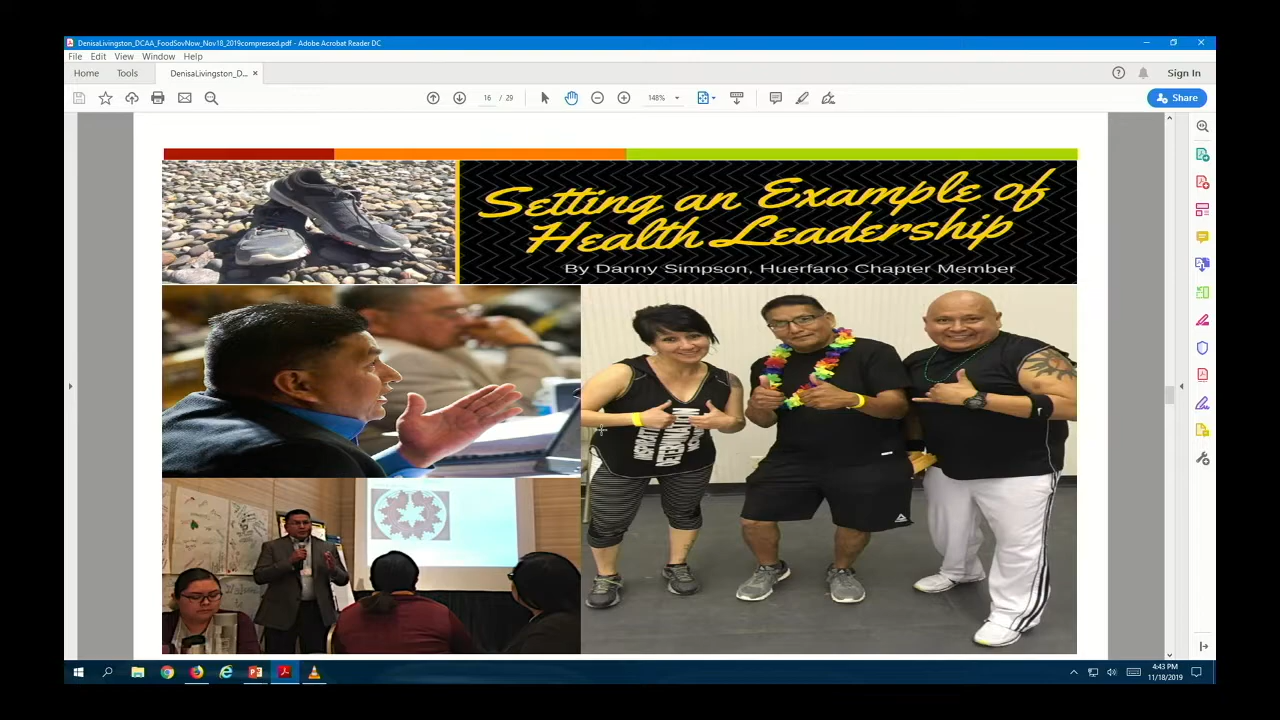 DenisaLivingston_DCAA_FoodSovNow_Nov18_2019compressed.pdf - Adobe Acrobat Reader DC
File Edit View Window Help
Home Tools DenisaLivingston_D... × Sign In
16 / 29 148% Share
Setting an Example of
Health Leadership
By Danny Simpson, Huerfano Chapter Member
DETERMINATION
4:43 PM
11/18/2019